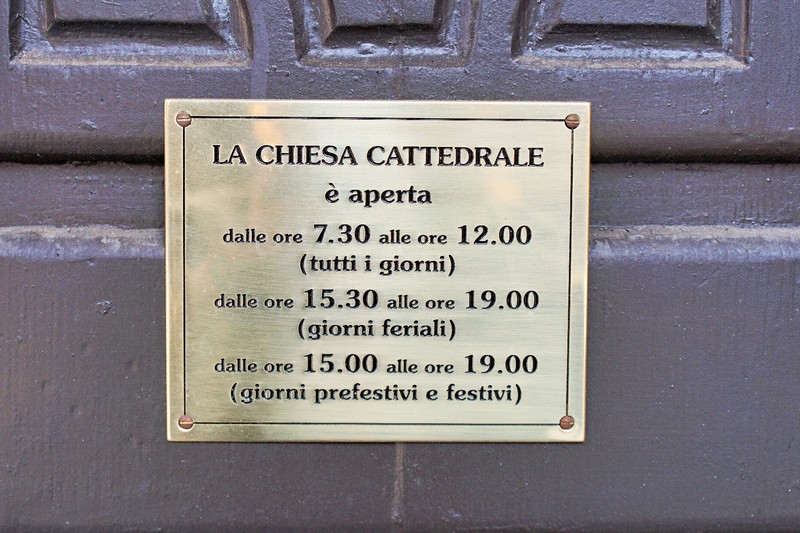 LA CHIESA CATTEDRALE
è aperta
dalle ore 7.30 alle ore 12.00
(tutti i giorni)
dalle ore 15.30 alle ore 19.00
(giorni feriali)
dalle ore 15.00 alle ore 19.00
(giorni prefestivi e festivi)